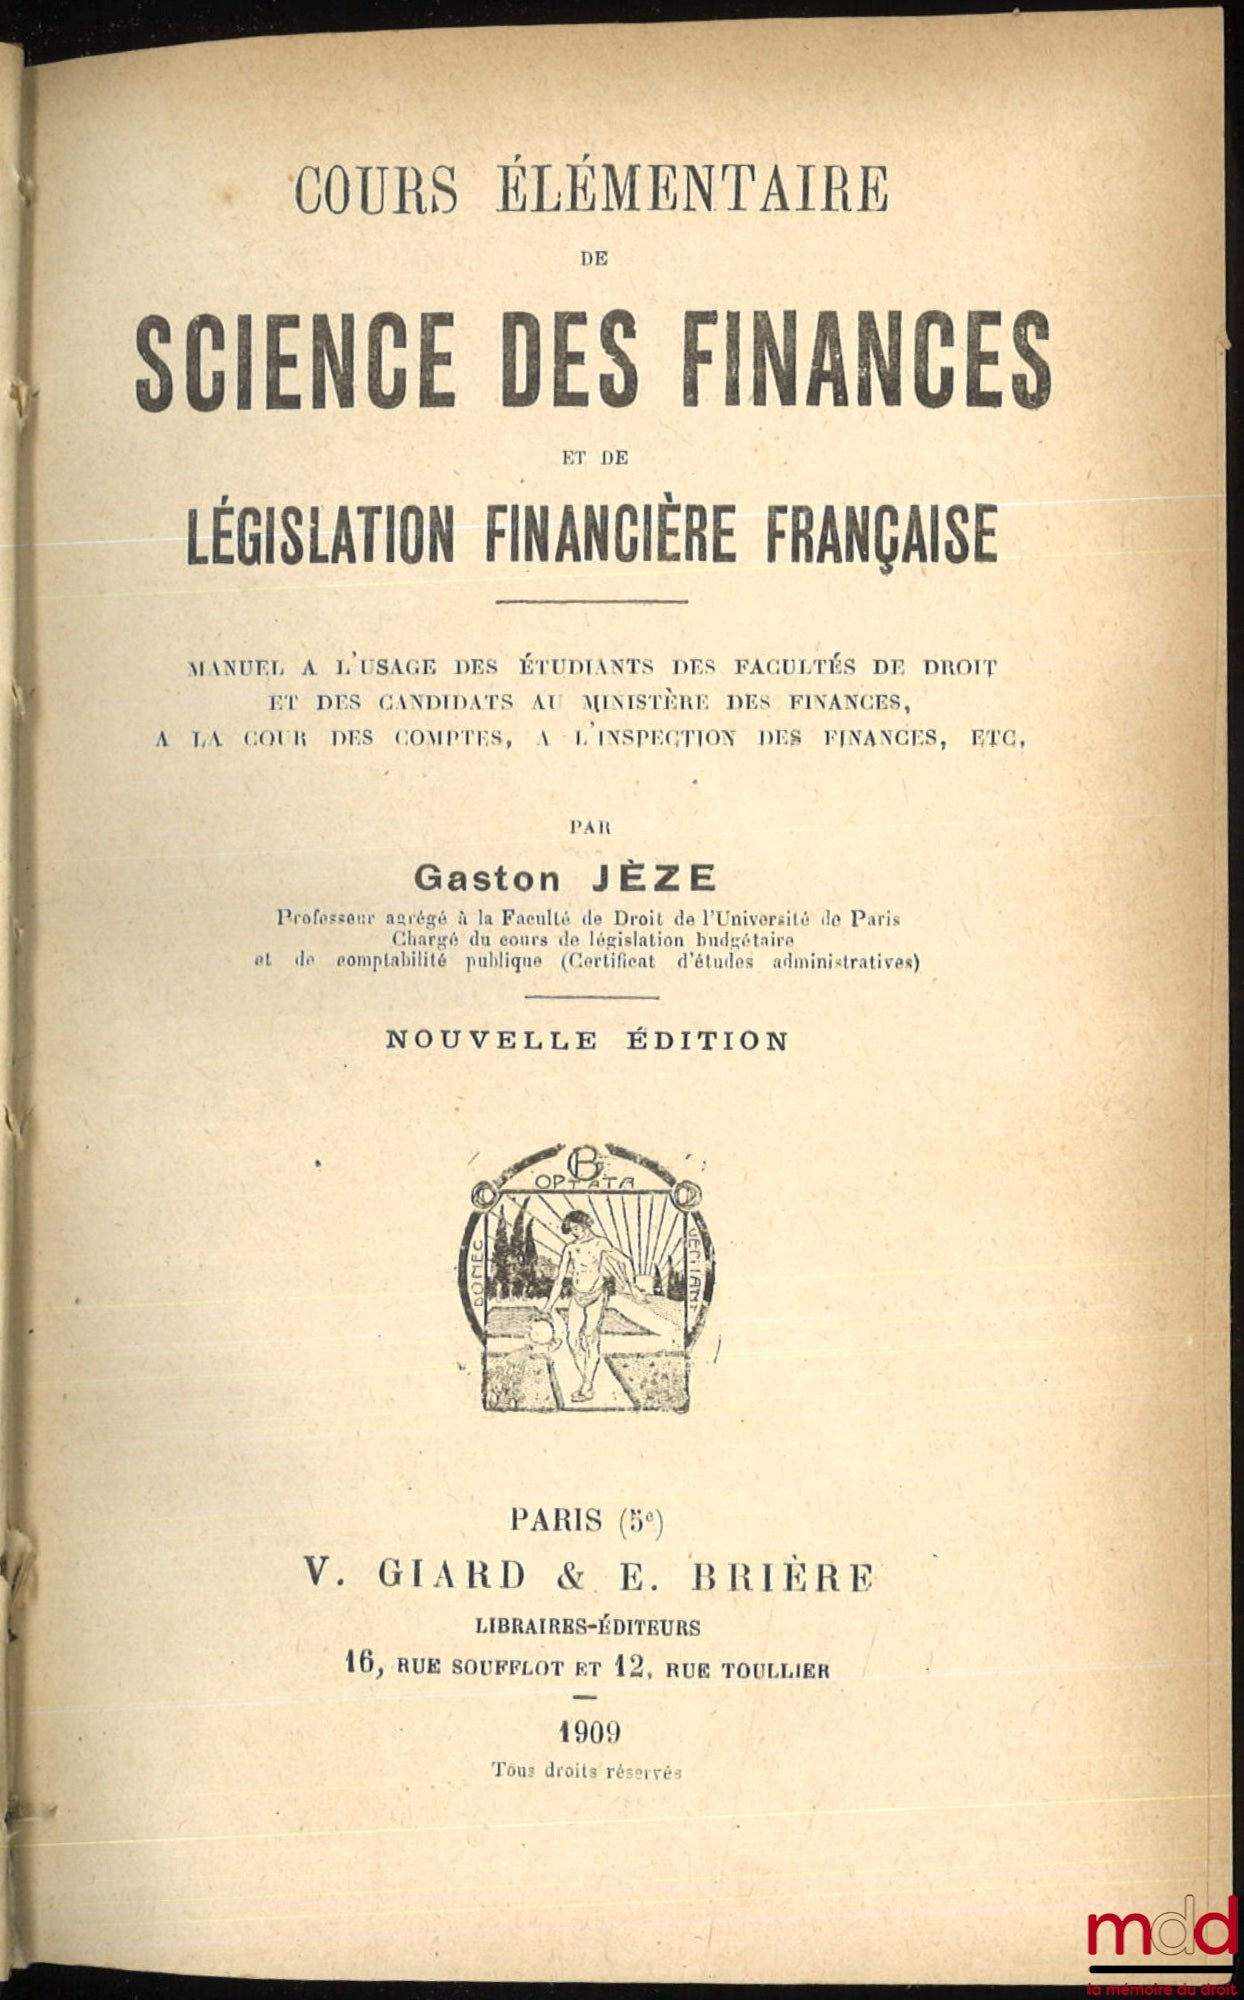 COURS ÉLÉMENTAIRE
DE
SCIENCE DES FINANCES
ET DE
LÉGISLATION FINANCIÈRE FRANÇAISE
MANUEL A L'USAGE DES ÉTUDIANTS DES FACULTÉS DE DROIT
ET DES CANDIDATS AU MINISTÈRE DES FINANCES,
A LA COUR DES COMPTES, A L'INSPECTION DES FINANCES, ETC.
PAR
Gaston JÈZE
Professeur agrégé à la Faculté de Droit de l'Université de Paris
Chargé du cours de législation budgétaire
et de comptabilité publique (Certificat d'études administratives)
NOUVELLE ÉDITION
GB
DONEC
OPTATA
VENIANT
PARIS (5e)
V. GIARD & E. BRIÈRE
LIBRAIRES-ÉDITEURS
16, RUE SOUFFLOT ET 12, RUE TOULLIER
1909
Tous droits réservés
mdd
la mémoire du droit